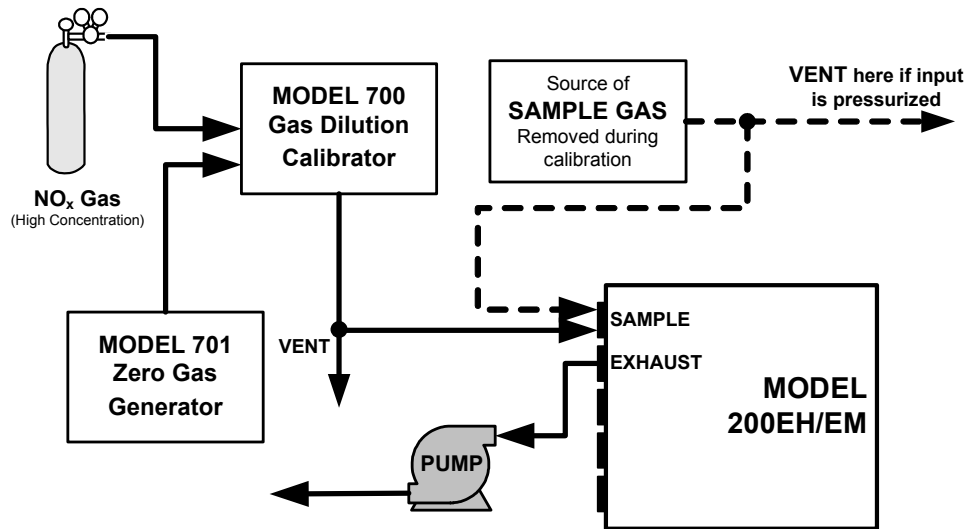 NOx Gas
(High Concentration)
MODEL 700
Gas Dilution
Calibrator
Source of
SAMPLE GAS
Removed during
calibration
VENT here if input
is pressurized
MODEL 701
Zero Gas
Generator
VENT
SAMPLE
EXHAUST
MODEL
200EH/EM
PUMP